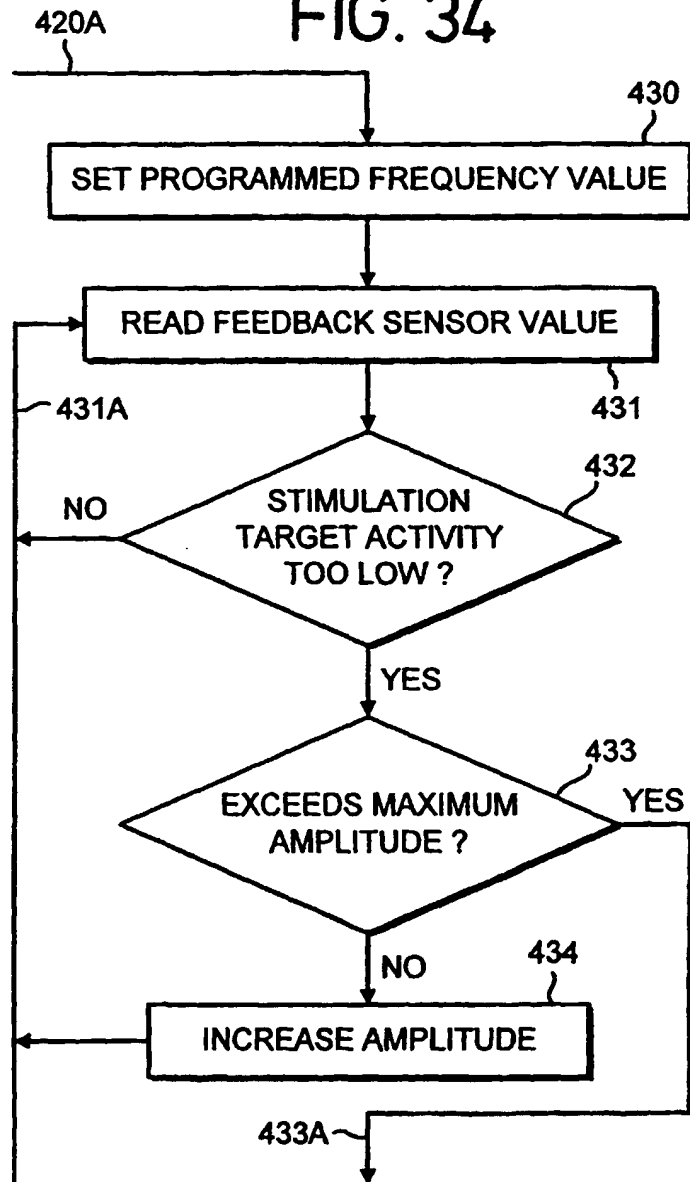 FIG. 34
420A
430
SET PROGRAMMED FREQUENCY VALUE
READ FEEDBACK SENSOR VALUE
431A
431
432
NO
STIMULATION
TARGET ACTIVITY
TOO LOW ?
YES
433
EXCEEDS MAXIMUM
AMPLITUDE ?
YES
NO
434
INCREASE AMPLITUDE
433A